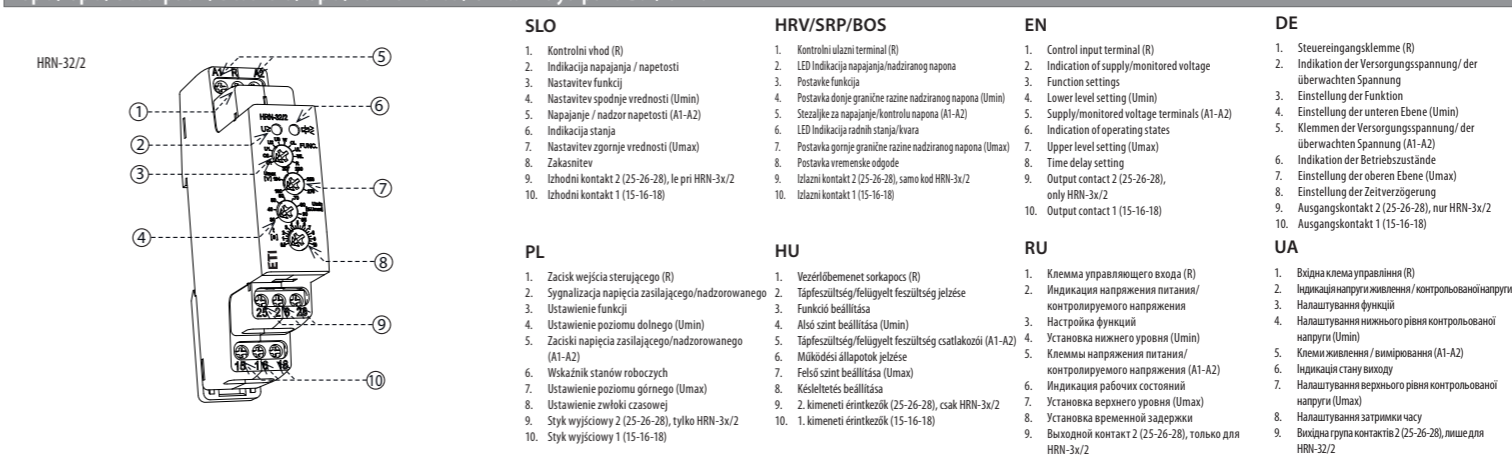 HRN-32/2
A1 R A2
HRN-32/2
FUNC.
ETI
25 26 28
15 16 18
1
2
3
4
5
6
7
8
9
10
SLO
1. Kontrolni vhod (R)
2. Indikacija napajanja / napetosti
3. Nastavitev funkcij
4. Nastavitev spodnje vrednosti (Umin)
5. Napajanje / nadzor napetosti (A1-A2)
6. Indikacija stanja
7. Nastavitev zgornje vrednosti (Umax)
8. Zakasnitev
9. Izhodni kontakt 2 (25-26-28), le pri HRN-3x/2
10. Izhodni kontakt 1 (15-16-18)
HRV/SRP/BOS
1. Kontrolni ulazni terminal (R)
2. LED Indikacija napajanja/nadziranog napona
3. Postavke funkcija
4. Postavka donje granične razine nadziranog napona (Umin)
5. Stezaljke za napajanje/kontrolu napona (A1-A2)
6. LED Indikacija radnih stanja/kvara
7. Postavka gornje granične razine nadziranog napona (Umax)
8. Postavka vremenske odgode
9. Izlazni kontakt 2 (25-26-28), samo kod HRN-3x/2
10. Izlazni kontakt 1 (15-16-18)
EN
1. Control input terminal (R)
2. Indication of supply/monitored voltage
3. Function settings
4. Lower level setting (Umin)
5. Supply/monitored voltage terminals (A1-A2)
6. Indication of operating states
7. Upper level setting (Umax)
8. Time delay setting
9. Output contact 2 (25-26-28),
only HRN-3x/2
10. Output contact 1 (15-16-18)
DE
1. Steuereingangsklemme (R)
2. Indikation der Versorgungsspannung/ der
überwachten Spannung
3. Einstellung der Funktion
4. Einstellung der unteren Ebene (Umin)
5. Klemmen der Versorgungsspannung/ der
überwachten Spannung (A1-A2)
6. Indikation der Betriebszustände
7. Einstellung der oberen Ebene (Umax)
8. Einstellung der Zeitverzögerung
9. Ausgangskontakt 2 (25-26-28), nur HRN-3x/2
10. Ausgangskontakt 1 (15-16-18)
PL
1. Zacisk wejścia sterującego (R)
2. Sygnalizacja napięcia zasilającego/nadzorowanego
3. Ustawienie funkcji
4. Ustawienie poziomu dolnego (Umin)
5. Zaciski napięcia zasilającego/nadzorowanego
(A1-A2)
6. Wskaźnik stanów roboczych
7. Ustawienie poziomu górnego (Umax)
8. Ustawienie zwłoki czasowej
9. Styk wyjściowy 2 (25-26-28), tylko HRN-3x/2
10. Styk wyjściowy 1 (15-16-18)
HU
1. Vezérlőbemenet sorkapocs (R)
2. Tápfeszültség/felügyelt feszültség jelzése
3. Funkció beállítása
4. Alsó szint beállítása (Umin)
5. Tápfeszültség/felügyelt feszültség csatlakozói (A1-A2)
6. Működési állapotok jelzése
7. Felső szint beállítása (Umax)
8. Késleltetés beállítása
9. 2. kimeneti érintkezők (25-26-28), csak HRN-3x/2
10. 1. kimeneti érintkezők (15-16-18)
RU
1. Клемма управляющего входа (R)
2. Индикация напряжения питания/
контролируемого напряжения
3. Настройка функций
4. Установка нижнего уровня (Umin)
5. Клеммы напряжения питания/
контролируемого напряжения (A1-A2)
6. Индикация рабочих состояний
7. Установка верхнего уровня (Umax)
8. Установка временной задержки
9. Выходной контакт 2 (25-26-28), только для
HRN-3x/2
UA
1. Вхідна клема управління (R)
2. Індикація напруги живлення / контрольованої напруги
3. Налаштування функцій
4. Налаштування нижнього рівня контрольованої
напруги (Umin)
5. Клеми живлення / вимірювання (A1-A2)
6. Індикація стану виходу
7. Налаштування верхнього рівня контрольованої
напруги (Umax)
8. Налаштування затримки часу
9. Вихідна група контактів 2 (25-26-28), лише для
HRN-32/2